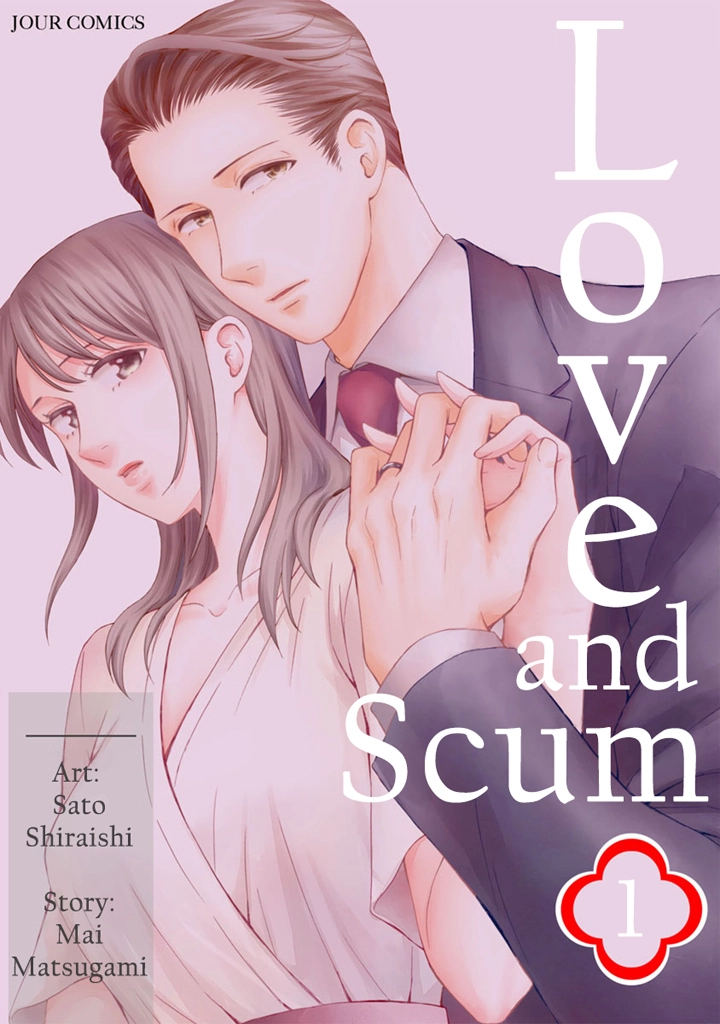 JOUR COMICS
Love
and
Scum
1
Art:
Sato
Shiraishi
Story:
Mai
Matsugami